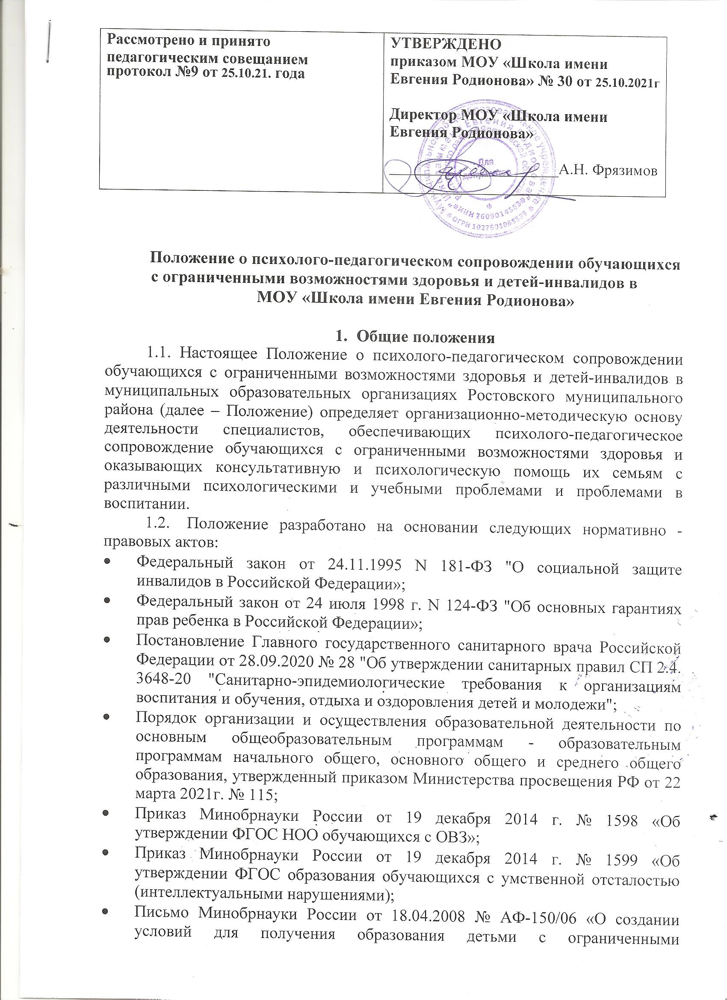 Рассмотрено и принято
педагогическим совещанием
протокол №9 от 25.10.21. года
УТВЕРЖДЕНО
приказом МОУ «Школа имени
Евгения Родионова» № 30 от 25.10.2021г
Директор МОУ «Школа имени
Евгения Родионова»
А.Н. Фрязимов
Для
документов
Муниципальное общеобразовательное учреждение
«Школа имени Евгения Родионова»
ИНН 7609014563
ОГРН 1027601065535
Положение о психолого-педагогическом сопровождении обучающихся
с ограниченными возможностями здоровья и детей-инвалидов в
МОУ «Школа имени Евгения Родионова»
1. Общие положения
1.1. Настоящее Положение о психолого-педагогическом сопровождении
обучающихся с ограниченными возможностями здоровья и детей-инвалидов в
муниципальных образовательных организациях Ростовского муниципального
района (далее – Положение) определяет организационно-методическую основу
деятельности специалистов, обеспечивающих психолого-педагогическое
сопровождение обучающихся с ограниченными возможностями здоровья и
оказывающих консультативную и психологическую помощь их семьям с
различными психологическими и учебными проблемами и проблемами в
воспитании.
1.2. Положение разработано на основании следующих нормативно -
правовых актов:
• Федеральный закон от 24.11.1995 N 181-ФЗ "О социальной защите
инвалидов в Российской Федерации»;
• Федеральный закон от 24 июля 1998 г. N 124-ФЗ "Об основных гарантиях
прав ребенка в Российской Федерации»;
• Постановление Главного государственного санитарного врача Российской
Федерации от 28.09.2020 № 28 "Об утверждении санитарных правил СП 2.4.
3648-20 "Санитарно-эпидемиологические требования к организациям
воспитания и обучения, отдыха и оздоровления детей и молодежи";
• Порядок организации и осуществления образовательной деятельности по
основным общеобразовательным программам - образовательным
программам начального общего, основного общего и среднего общего
образования, утвержденный приказом Министерства просвещения РФ от 22
марта 2021г. № 115;
• Приказ Минобрнауки России от 19 декабря 2014 г. № 1598 «Об
утверждении ФГОС НОО обучающихся с ОВЗ»;
• Приказ Минобрнауки России от 19 декабря 2014 г. № 1599 «Об
утверждении ФГОС образования обучающихся с умственной отсталостью
(интеллектуальными нарушениями);
• Письмо Минобрнауки России от 18.04.2008 № АФ-150/06 «О создании
условий для получения образования детьми с ограниченными